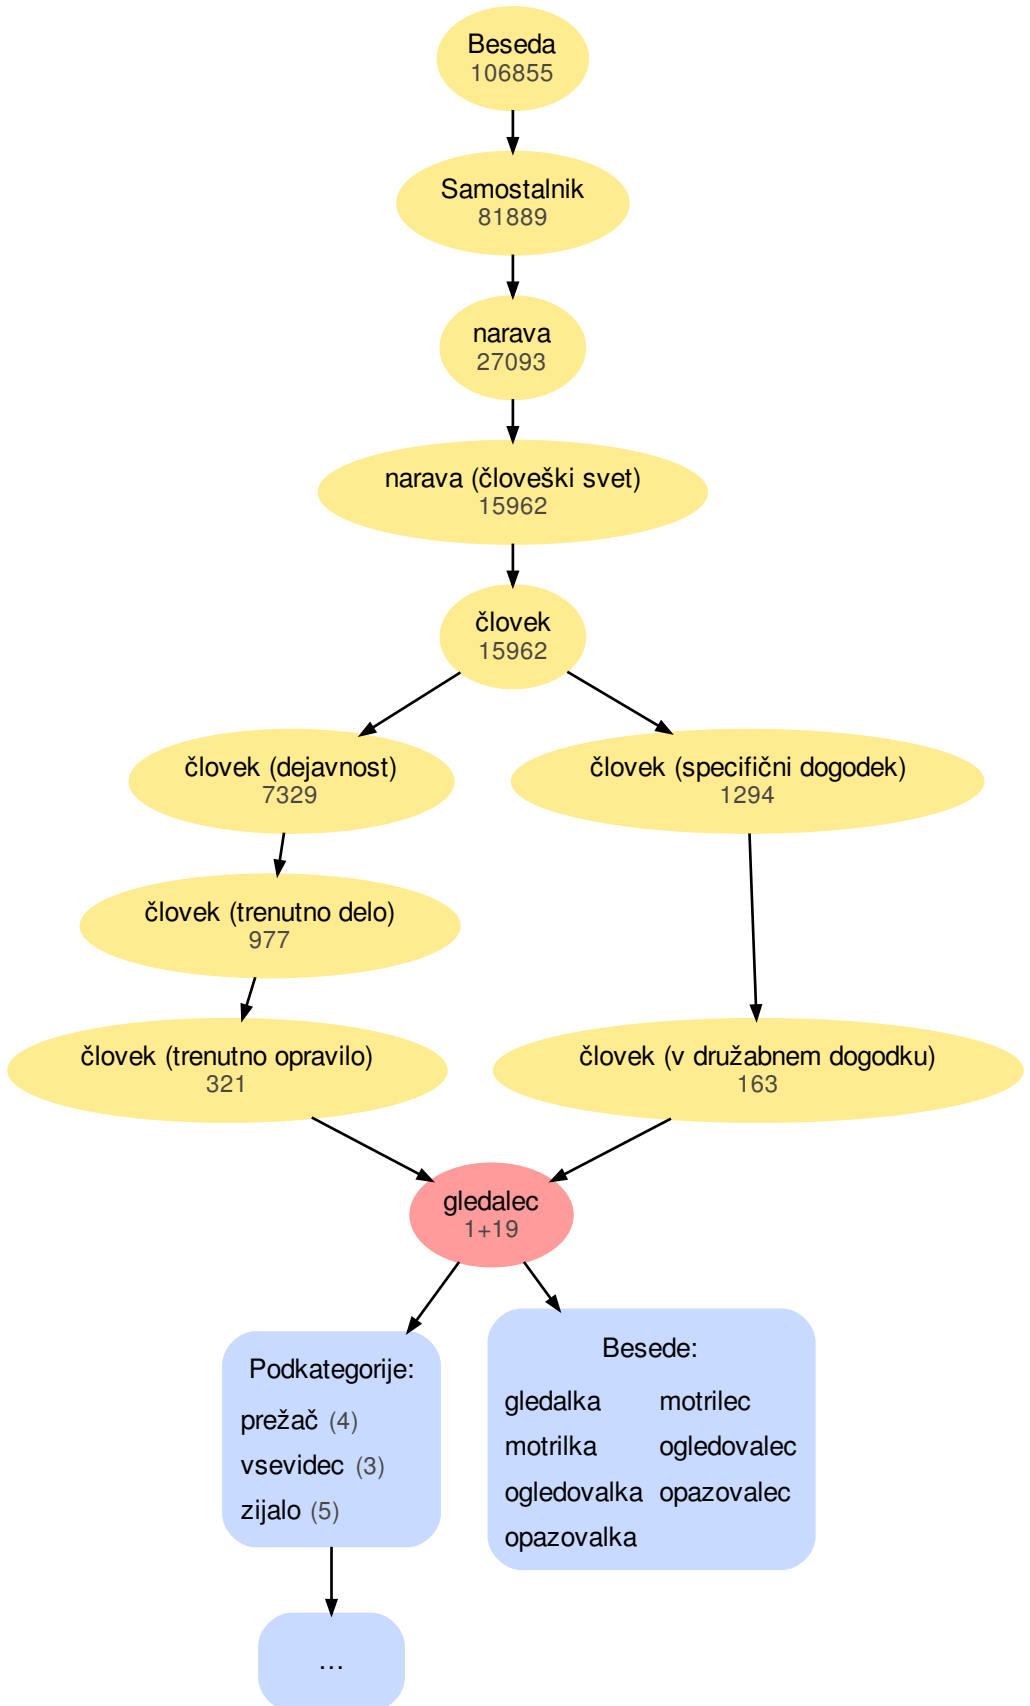 Beseda
106855
Samostalnik
81889
narava
27093
narava (človeški svet)
15962
človek
15962
človek (dejavnost)
7329
človek (specifični dogodek)
1294
človek (trenutno delo)
977
človek (trenutno opravilo)
321
človek (v družabnem dogodku)
163
gledalec
1+19
Podkategorije:
prežač (4)
vsevidec (3)
zijalo (5)
Besede:
gledalka motrilec
motrilka ogledovalec
ogledovalka opazovalec
opazovalka
...